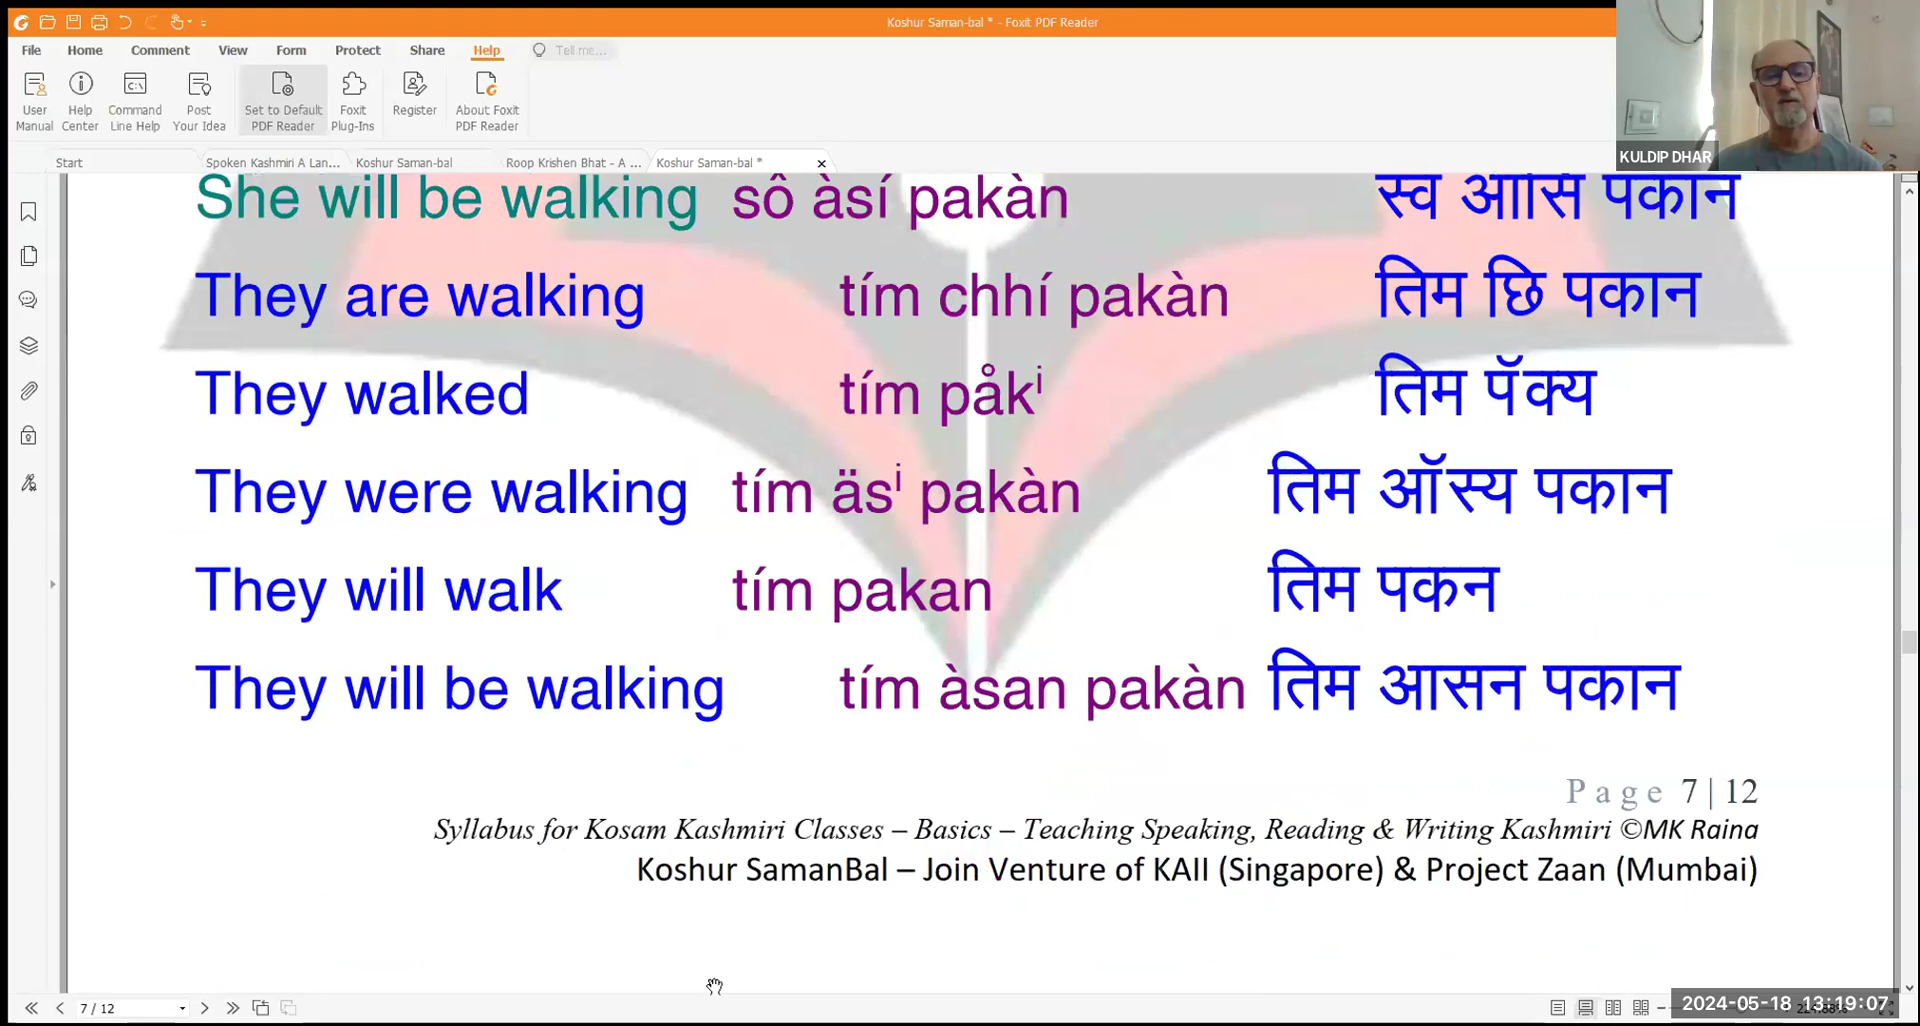 Koshur Saman-bal * - Foxit PDF Reader
File Home Comment View Form Protect Share Help Tell me...
User Manual
Help Center
Command Line Help
Post Your Idea
Set to Default PDF Reader
Foxit Plug-Ins
Register
About Foxit PDF Reader
KULDIP DHAR
Start Spoken Kashmiri A Lan... Koshur Saman-bal Roop Krishen Bhat - A ... Koshur Saman-bal *
She will be walking sô àsí pakàn स्व आसि पकान
They are walking tím chhí pakàn तिम छि पकान
They walked tím påkⁱ तिम पॅक्य
They were walking tím äsⁱ pakàn तिम ऑस्य पकान
They will walk tím pakan तिम पकन
They will be walking tím àsan pakàn तिम आसन पकान
Page 7 | 12
Syllabus for Kosam Kashmiri Classes – Basics – Teaching Speaking, Reading & Writing Kashmiri ©MK Raina
Koshur SamanBal – Join Venture of KAII (Singapore) & Project Zaan (Mumbai)
7 / 12
2024-05-18 13:19:07